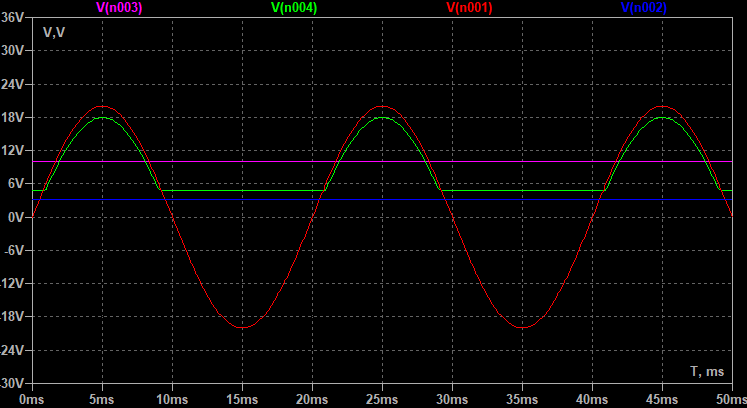 V(n003) V(n004) V(n001) V(n002)
36V
V,V
30V
24V
18V
12V
6V
0V
-6V
-12V
-18V
-24V
T, ms
-30V
0ms 5ms 10ms 15ms 20ms 25ms 30ms 35ms 40ms 45ms 50ms